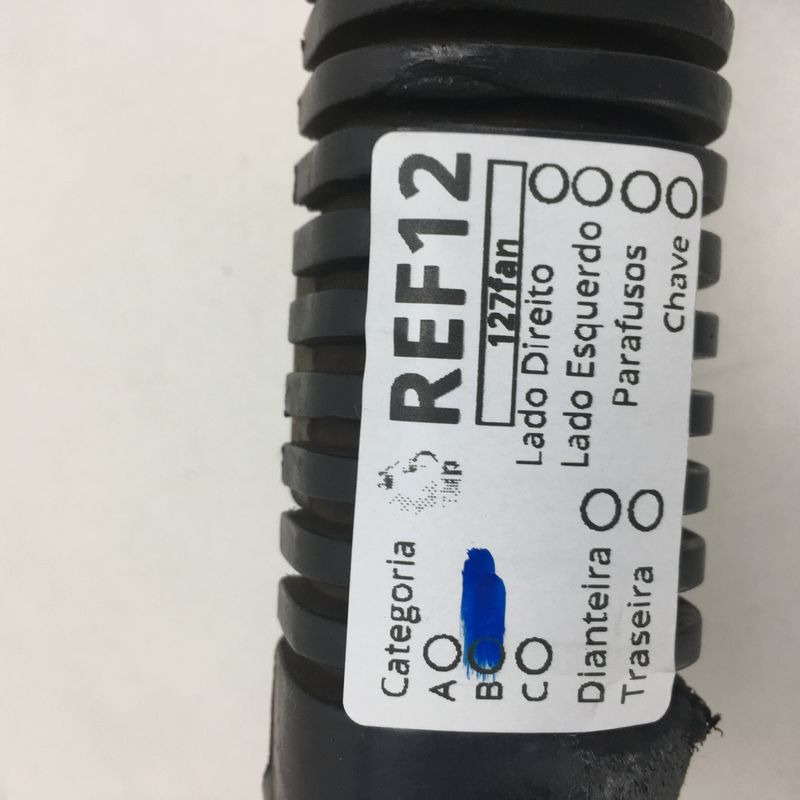 REF12
127fan
Categoria
A
B
C
Lado Direito
Lado Esquerdo
Parafusos
Chave
Dianteira
Traseira